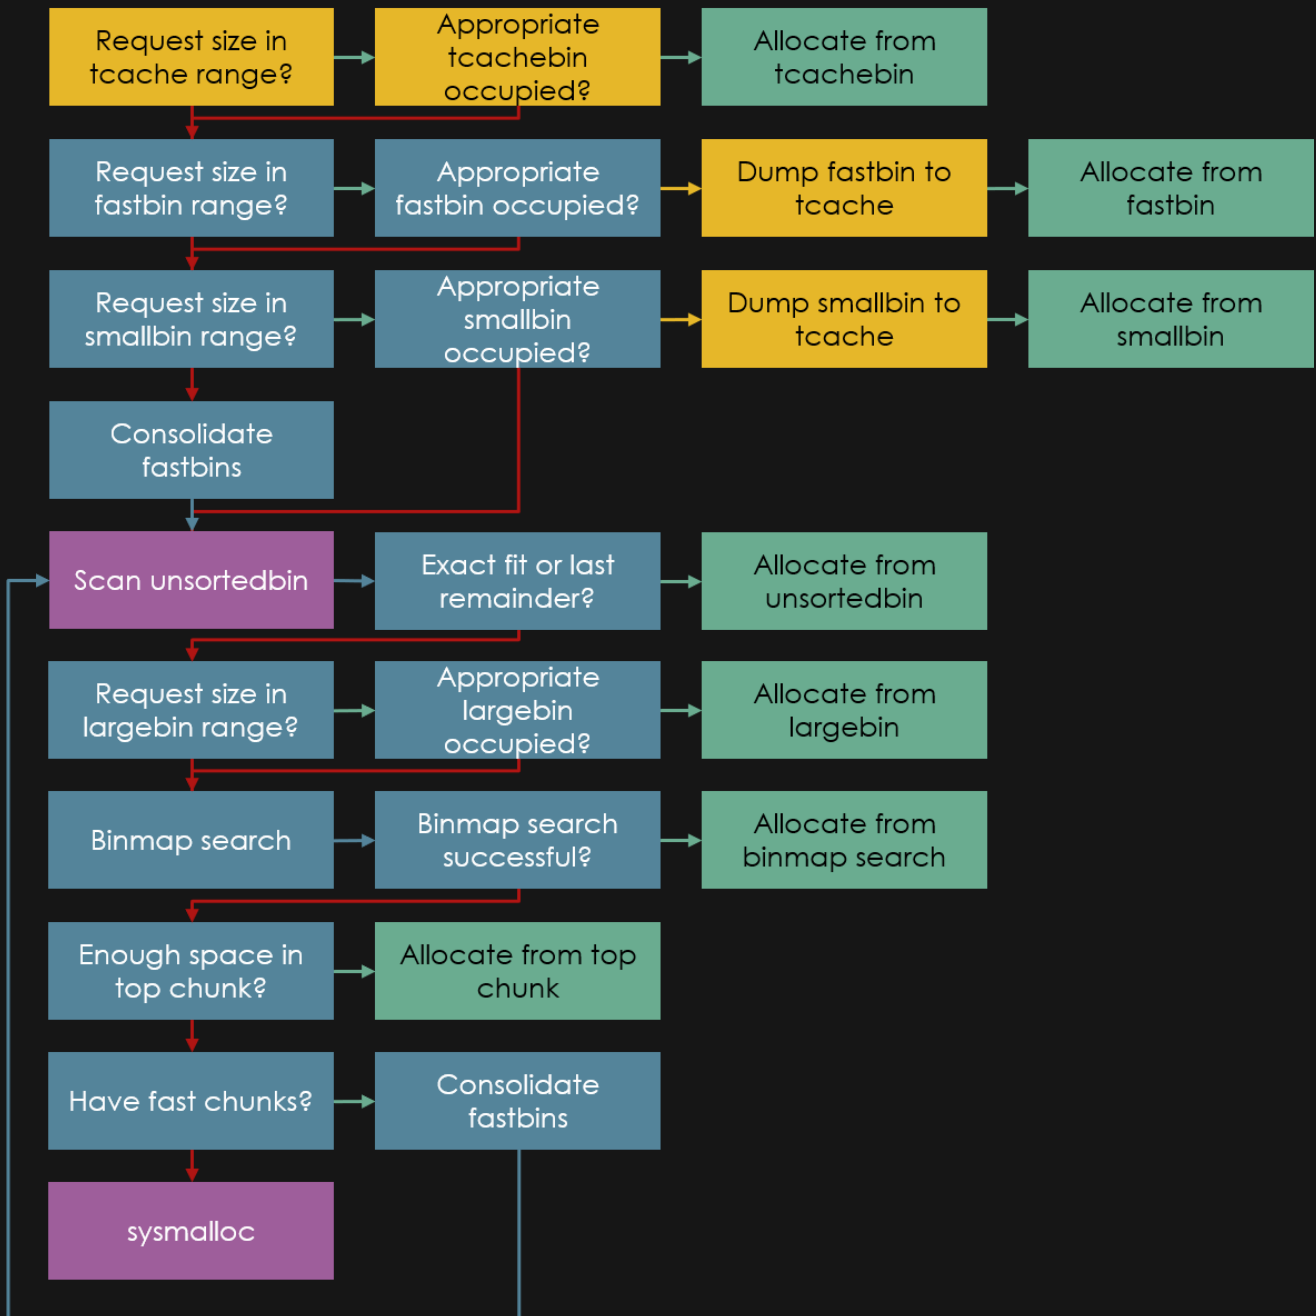 Request size in
tcache range?
Appropriate
tcachebin
occupied?
Allocate from
tcachebin
Request size in
fastbin range?
Appropriate
fastbin occupied?
Dump fastbin to
tcache
Allocate from
fastbin
Request size in
smallbin range?
Appropriate
smallbin
occupied?
Dump smallbin to
tcache
Allocate from
smallbin
Consolidate
fastbins
Scan unsortedbin
Exact fit or last
remainder?
Allocate from
unsortedbin
Request size in
largebin range?
Appropriate
largebin
occupied?
Allocate from
largebin
Binmap search
Binmap search
successful?
Allocate from
binmap search
Enough space in
top chunk?
Allocate from top
chunk
Have fast chunks?
Consolidate
fastbins
sysmalloc